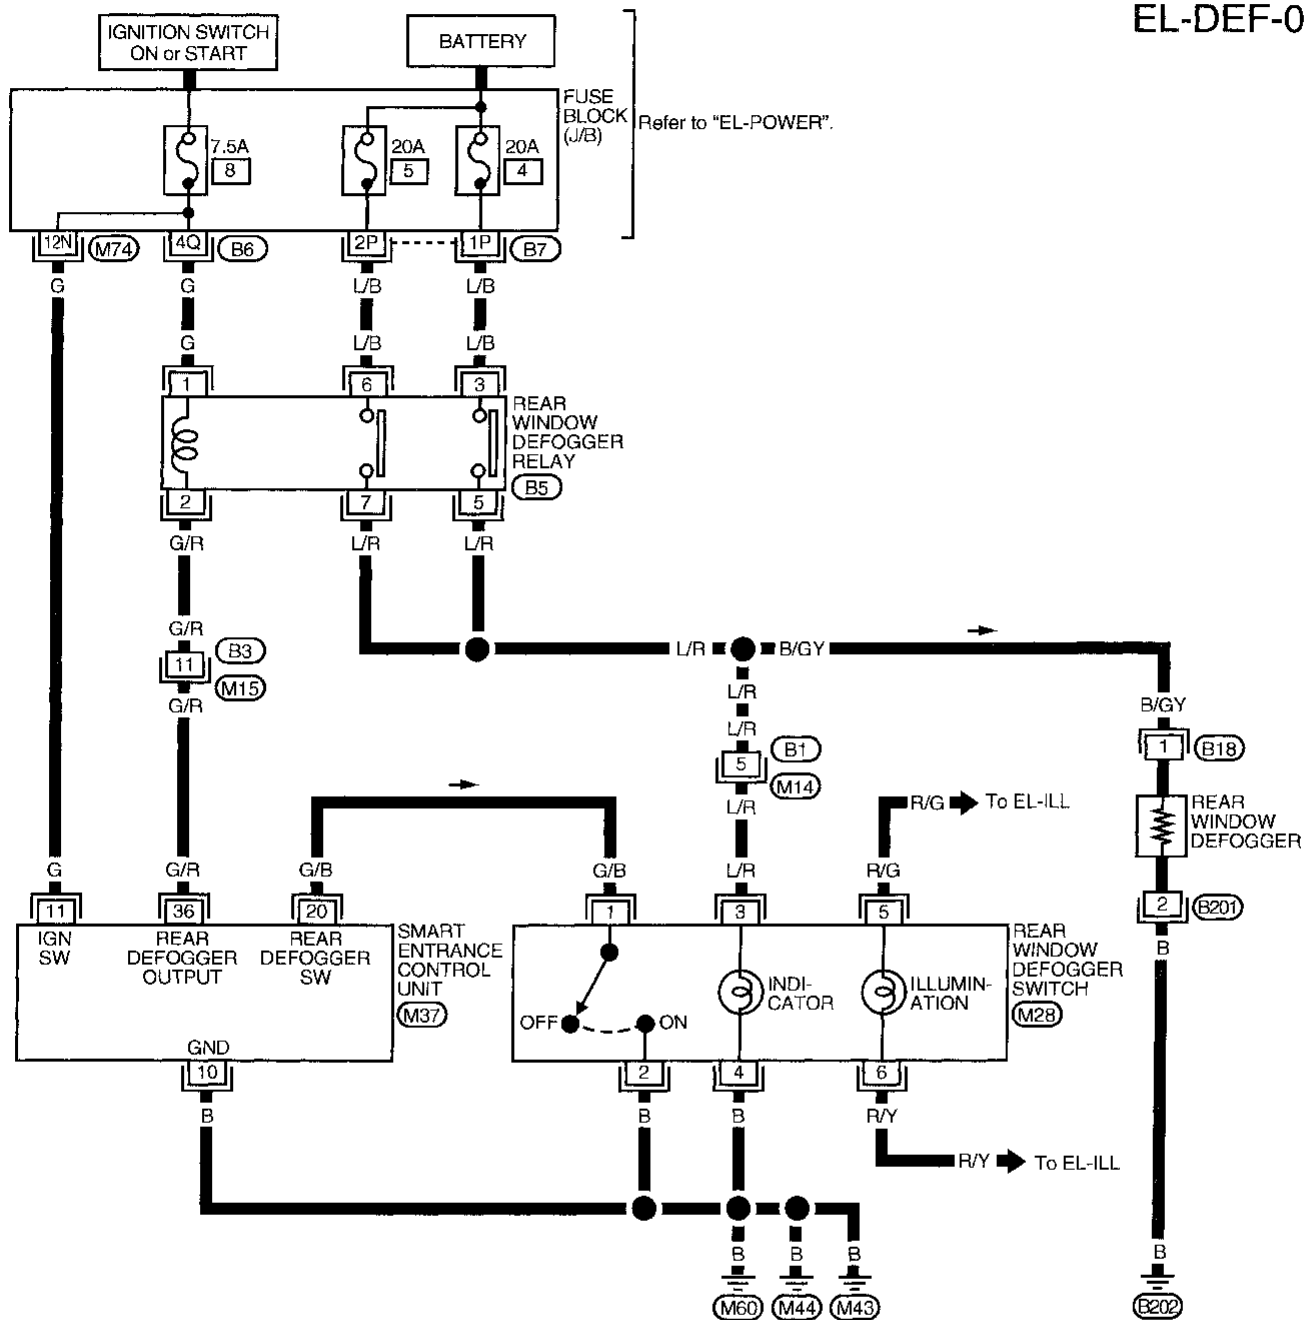 EL-DEF-0
IGNITION SWITCH
ON or START
BATTERY
FUSE
BLOCK
(J/B)
Refer to "EL-POWER".
7.5A
8
20A
5
20A
4
12N
M74
4Q
B6
2P
1P
B7
G
G
L/B
L/B
G
L/B
L/B
1
6
3
REAR
WINDOW
DEFOGGER
RELAY
B5
2
7
5
G/R
L/R
L/R
G/R
11
B3
M15
G/R
L/R
B/GY
L/R
L/R
5
B1
M14
L/R
B/GY
1
B18
REAR
WINDOW
DEFOGGER
2
B201
B
R/G
To EL-ILL
G
G/R
G/B
G/B
L/R
R/G
11
36
20
1
3
5
IGN
SW
REAR
DEFOGGER
OUTPUT
REAR
DEFOGGER
SW
SMART
ENTRANCE
CONTROL
UNIT
M37
GND
10
OFF
ON
INDI-
CATOR
ILLUMIN-
ATION
REAR
WINDOW
DEFOGGER
SWITCH
M28
2
4
6
B
B
B
R/Y
R/Y
To EL-ILL
B
B
B
B
M60
M44
M43
B202